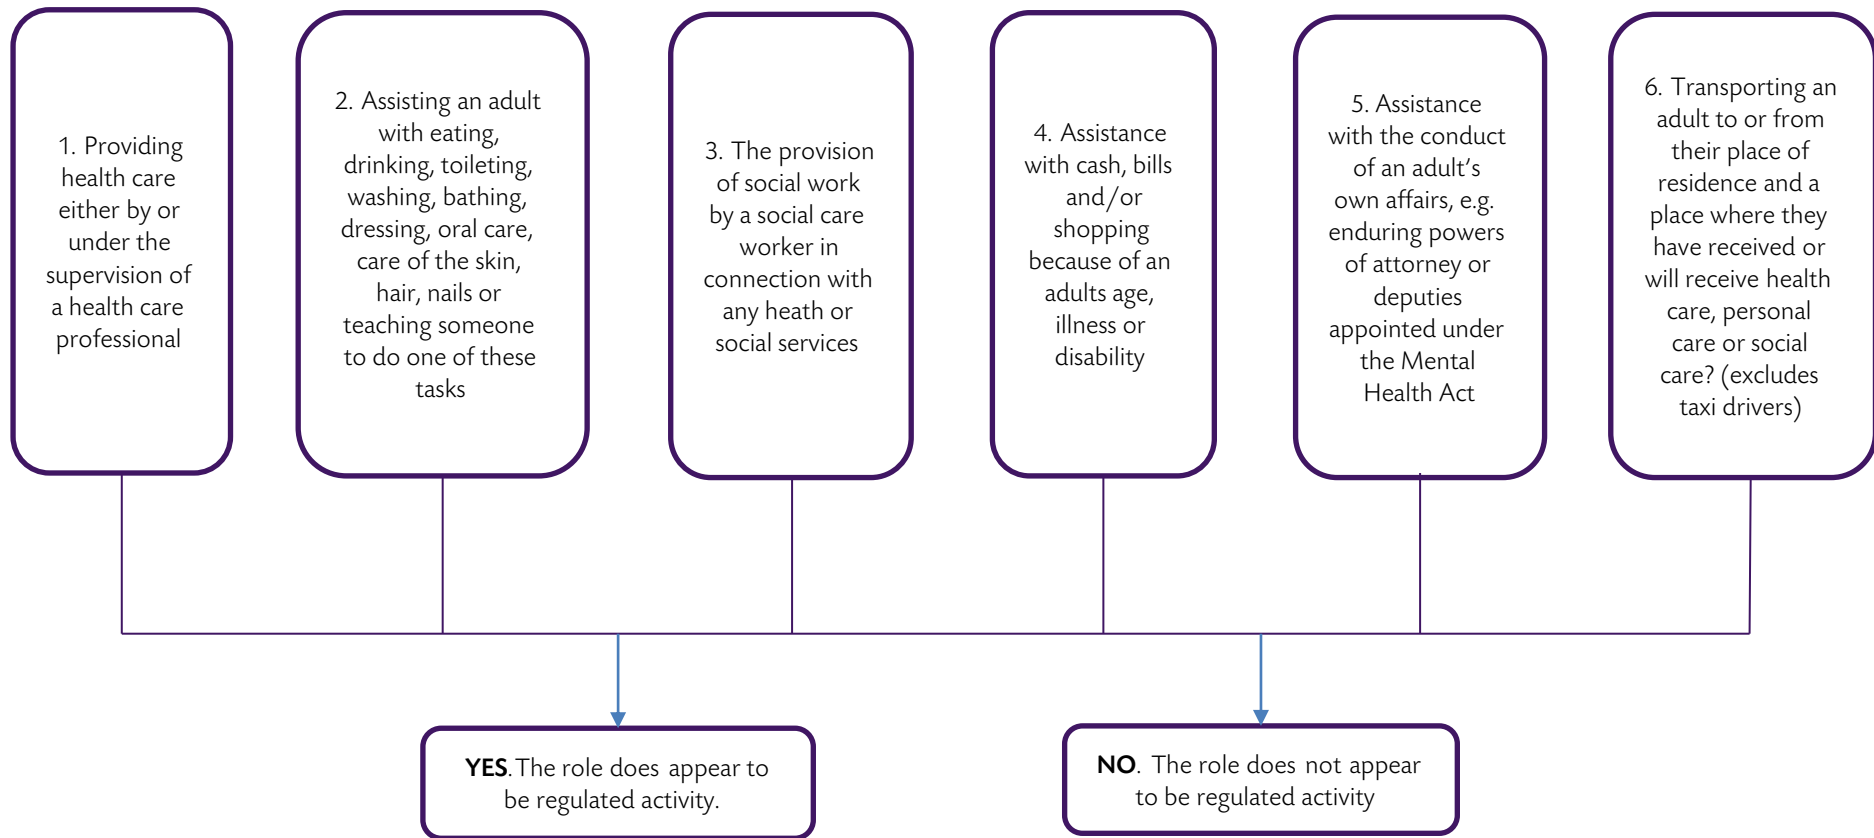 1. Providing
health care
either by or
under the
supervision of
a health care
professional
2. Assisting an adult
with eating,
drinking, toileting,
washing, bathing,
dressing, oral care,
care of the skin,
hair, nails or
teaching someone
to do one of these
tasks
3. The provision
of social work
by a social care
worker in
connection with
any heath or
social services
4. Assistance
with cash, bills
and/or
shopping
because of an
adults age,
illness or
disability
5. Assistance
with the conduct
of an adult’s
own affairs, e.g.
enduring powers
of attorney or
deputies
appointed under
the Mental
Health Act
6. Transporting an
adult to or from
their place of
residence and a
place where they
have received or
will receive health
care, personal
care or social
care? (excludes
taxi drivers)
YES. The role does appear to
be regulated activity.
NO. The role does not appear
to be regulated activity